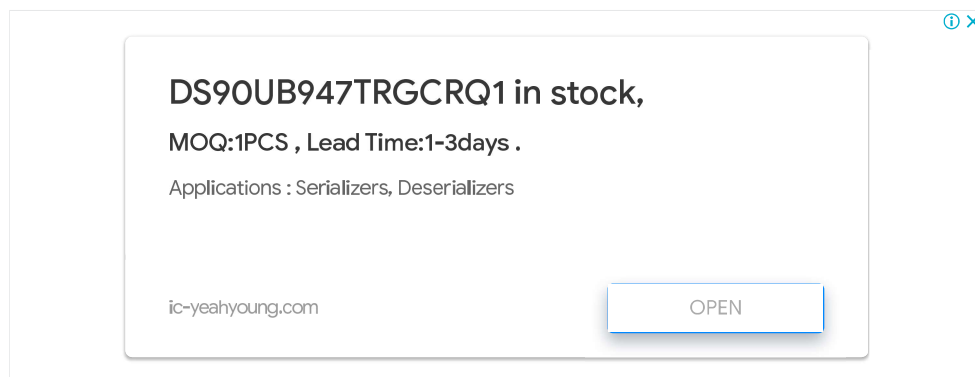 DS90UB947TRGCRQ1 in stock,
MOQ:1PCS , Lead Time:1-3days .
Applications : Serializers, Deserializers
ic-yeahyoung.com
OPEN